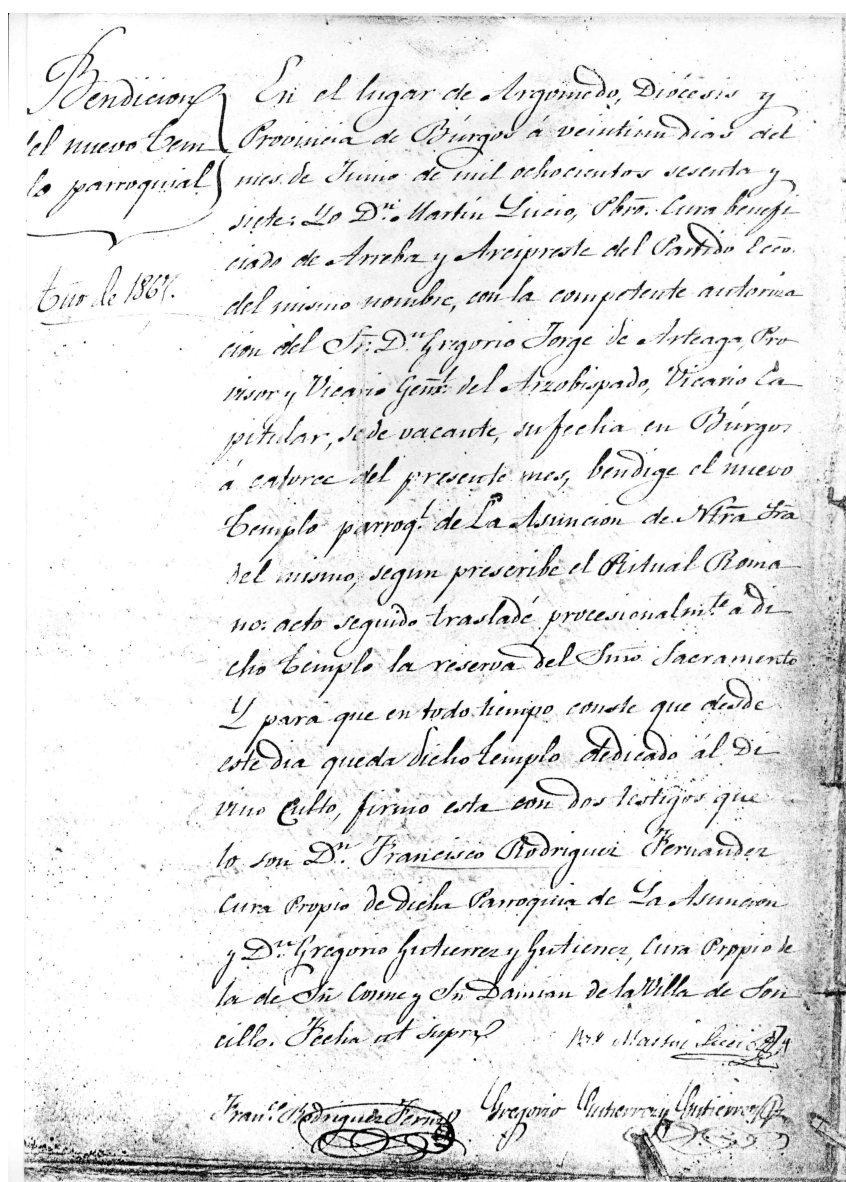 Bendicion
del nuevo tem
plo parroquial
Año de 1867.
En el lugar de Argomedo, Diócesis y
Provincia de Búrgos á veintiun dias del
mes de Junio de mil ochocientos sesenta y
siete: Yo Dn. Martin Lucio, Pbro. Cura benefi
ciado de Arreba y Arcipreste del Partido Ecco.
del mismo nombre, con la competente autoriza
cion del Sr. Dn. Gregorio Jorge de Arteaga, Pro
visor y Vicario Genl. del Arzobispado, Vicario Ca
pitular, sede vacante, su fecha en Búrgos
á catorce del presente mes, bendige el nuevo
templo parroql. de La Asuncion de Ntra Sra
del mismo, segun prescribe el Ritual Roma
no: acto seguido trasladé procesionalmte. á di
cho templo la reserva del Smo Sacramento
Y para que en todo tiempo conste que desde
este dia queda dicho templo dedicado ál Di
vino Culto, firmo esta con dos testigos que
lo son Dn. Francisco Rodriguez Fernandez
Cura Propio de dicha Parroquia de La Asuncion
y Dn. Gregorio Gutierrez y Gutierrez, Cura Propio de
la de Sn Cosme y Sn Damian de la Villa de Son
cillo. Fecha ut supra
Martin Lucio
Franco. Rodriguez Fernz Gregorio Gutierrez y Gutierrez